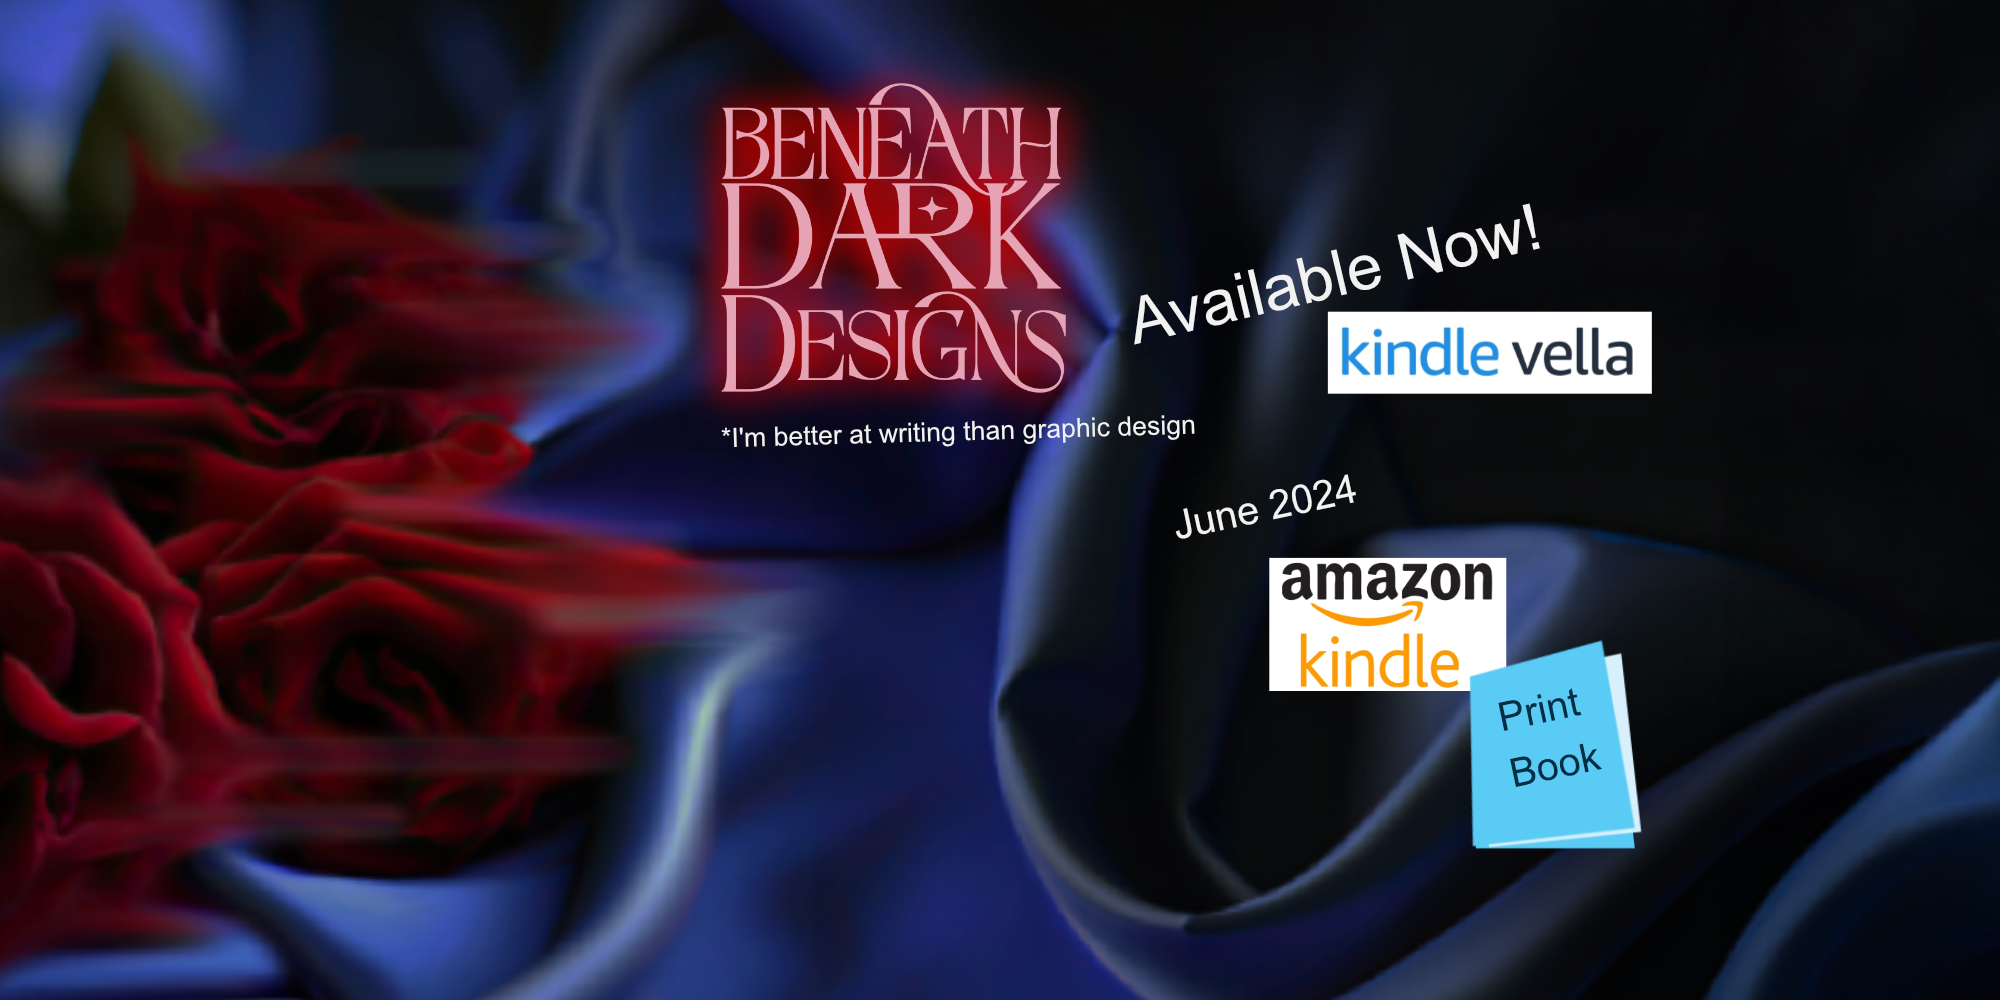 BENEATH
DARK
DESIGNS
*I'm better at writing than graphic design
Available Now!
kindle vella
June 2024
amazon
kindle
Print
Book